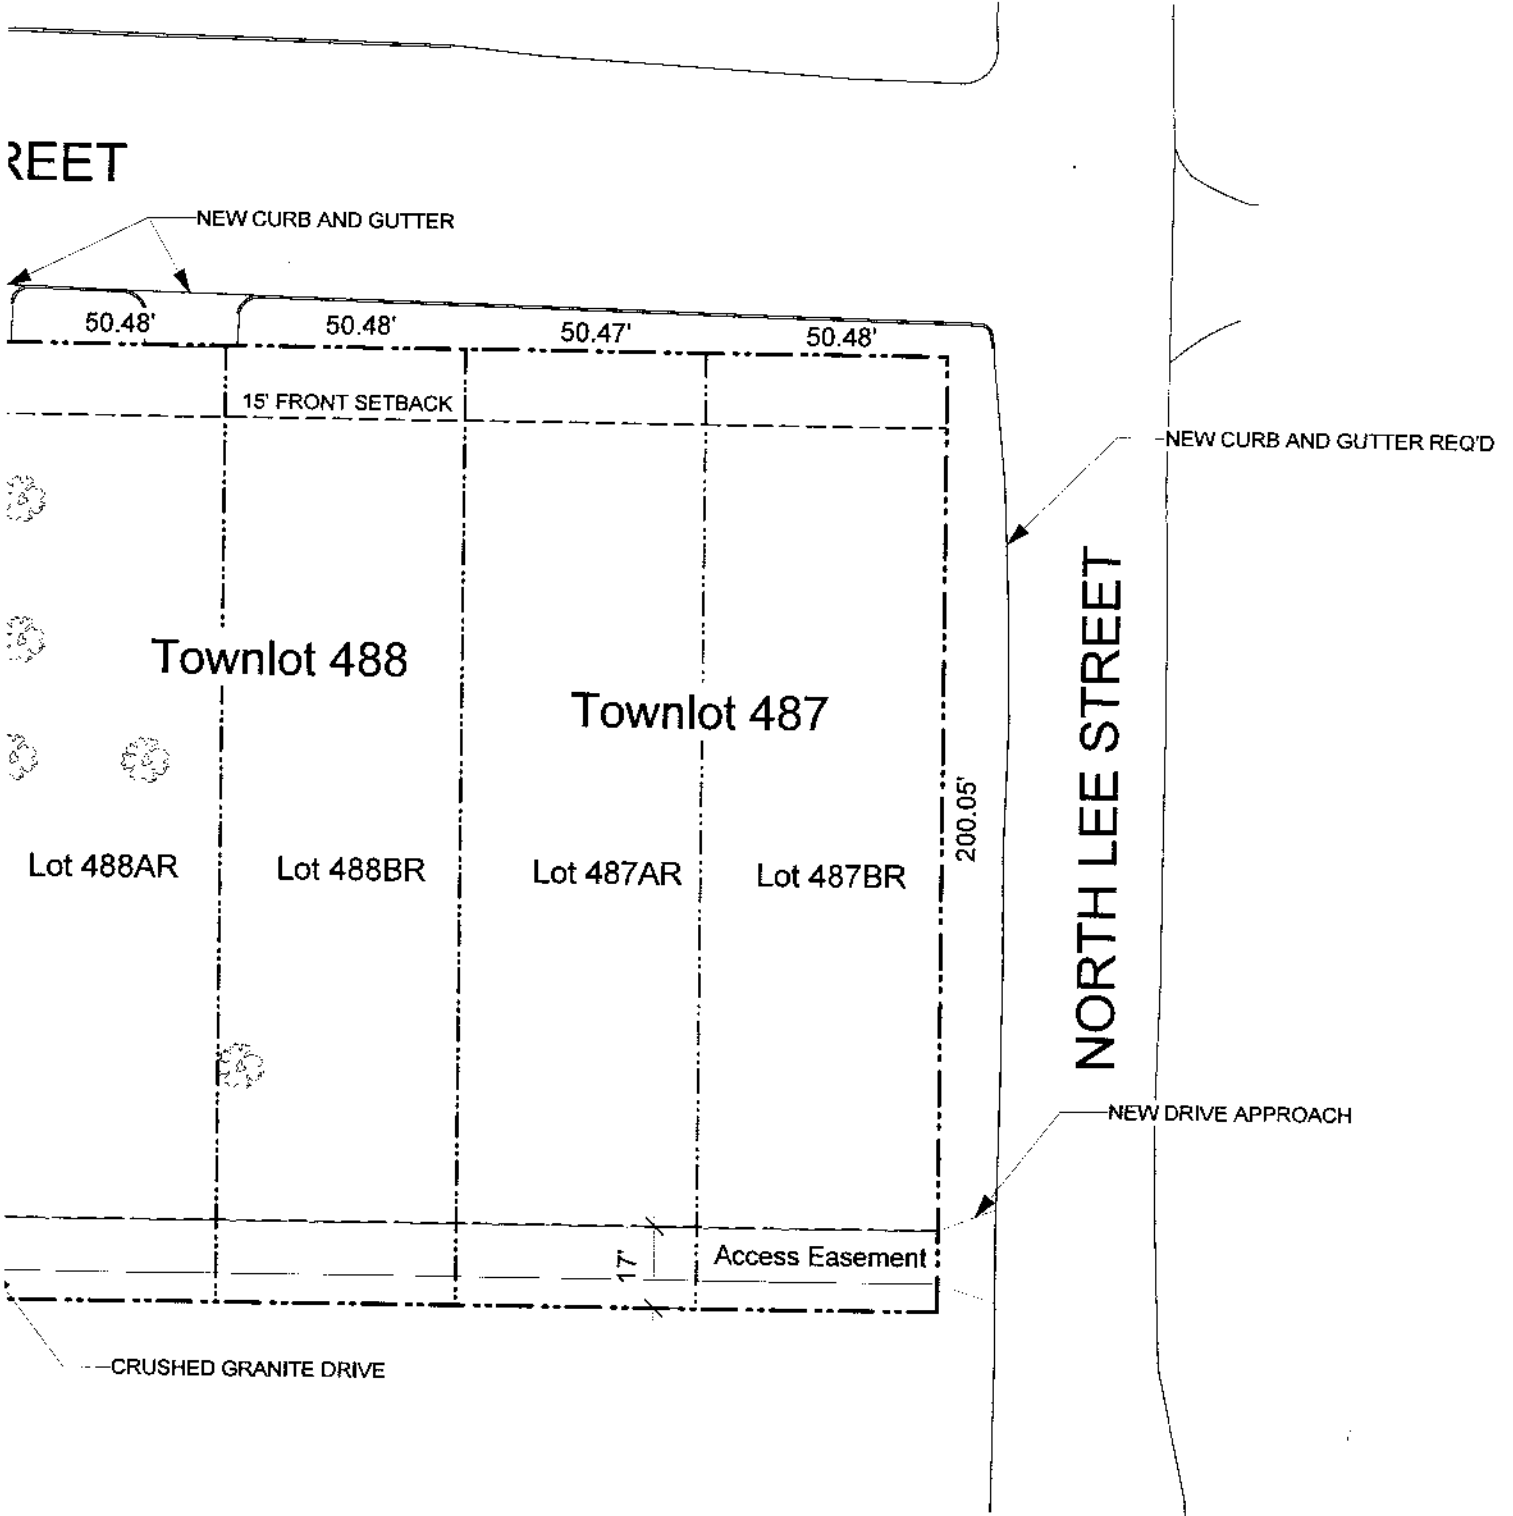 REET
NEW CURB AND GUTTER
50.48'
50.48'
50.47'
50.48'
15' FRONT SETBACK
NEW CURB AND GUTTER REQ'D
Townlot 488
Townlot 487
NORTH LEE STREET
200.05'
Lot 488AR
Lot 488BR
Lot 487AR
Lot 487BR
NEW DRIVE APPROACH
17'
Access Easement
CRUSHED GRANITE DRIVE